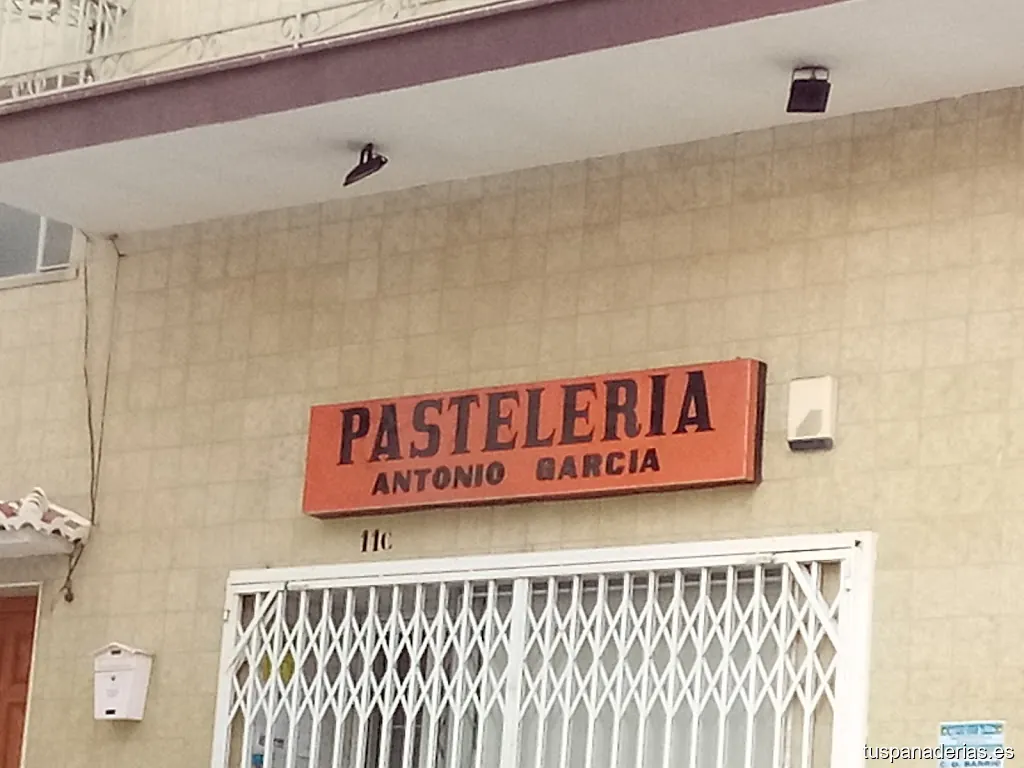 PASTELERIA
ANTONIO GARCIA
11C
tuspanaderias.es